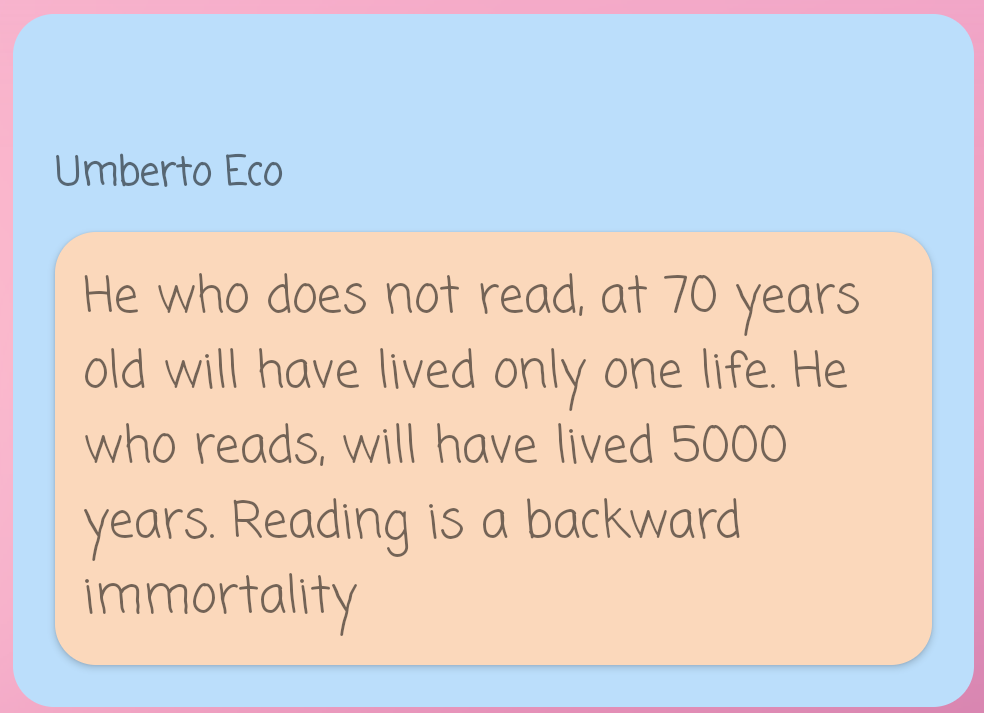 Umberto Eco
He who does not read, at 70 years
old will have lived only one life. He
who reads, will have lived 5000
years. Reading is a backward
immortality